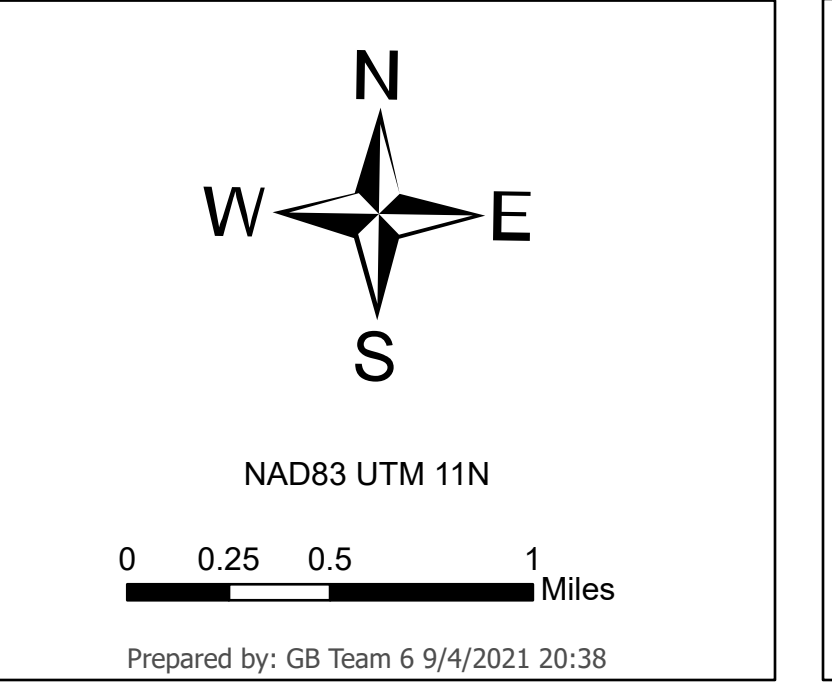 N
W E
S
NAD83 UTM 11N
0 0.25 0.5 1
Miles
Prepared by: GB Team 6 9/4/2021 20:38